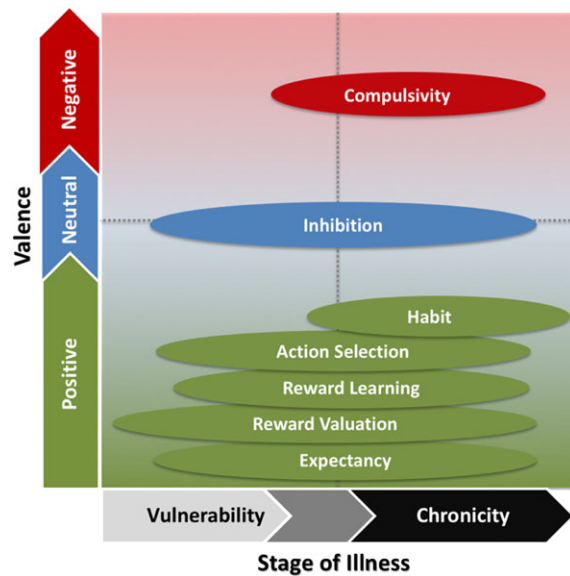 Valence
Negative
Neutral
Positive
Compulsivity
Inhibition
Habit
Action Selection
Reward Learning
Reward Valuation
Expectancy
Vulnerability
Chronicity
Stage of Illness